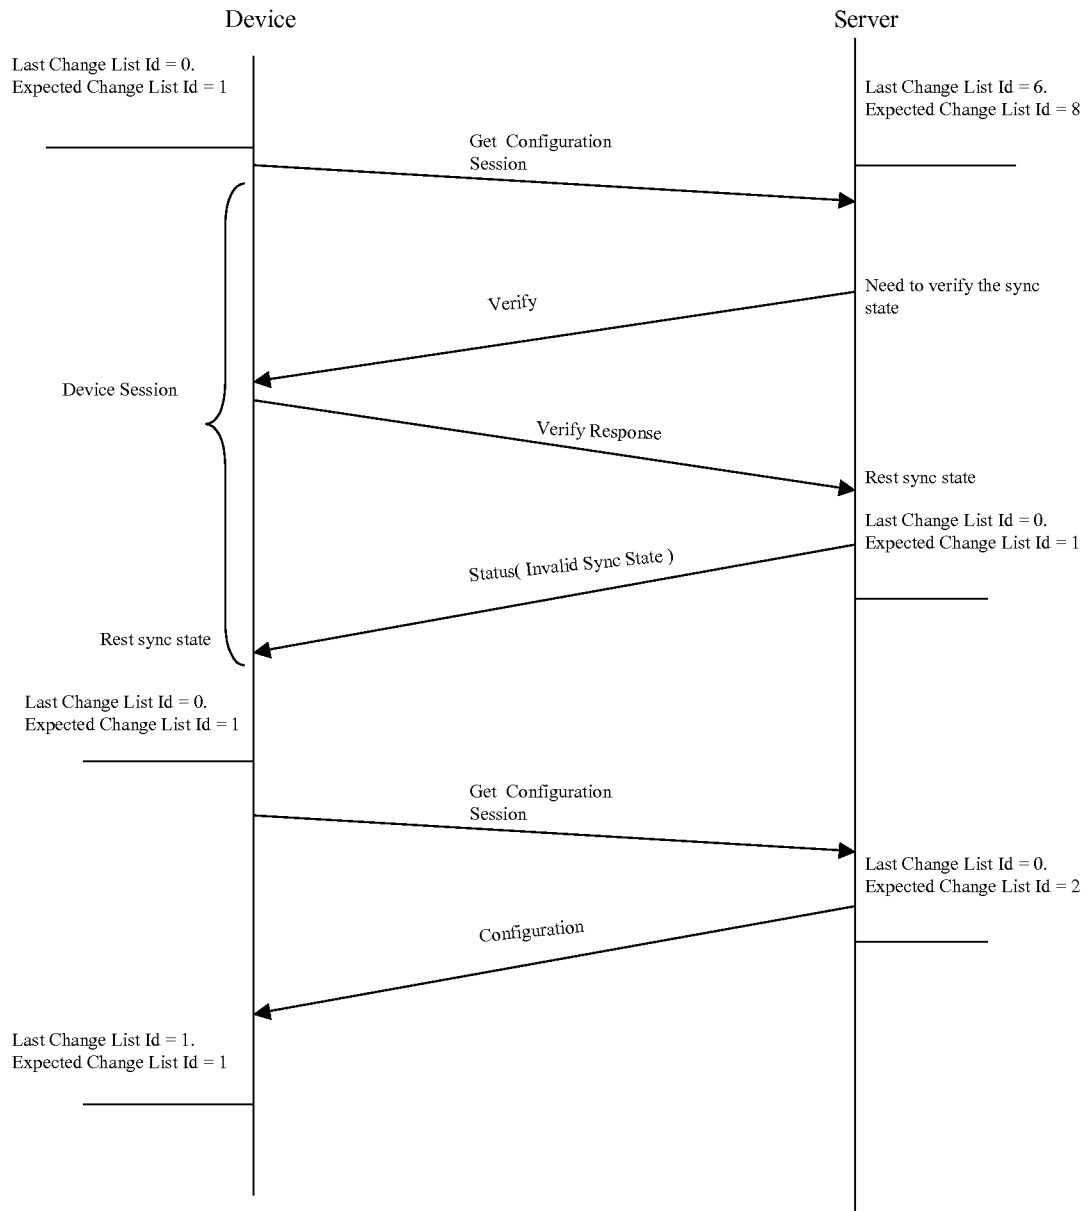 Device
Server
Last Change List Id = 0.
Expected Change List Id = 1
Last Change List Id = 6.
Expected Change List Id = 8
Get Configuration
Session
Need to verify the sync
state
Verify
Device Session
Verify Response
Rest sync state
Last Change List Id = 0.
Expected Change List Id = 1
Status( Invalid Sync State )
Rest sync state
Last Change List Id = 0.
Expected Change List Id = 1
Get Configuration
Session
Last Change List Id = 0.
Expected Change List Id = 2
Configuration
Last Change List Id = 1.
Expected Change List Id = 1